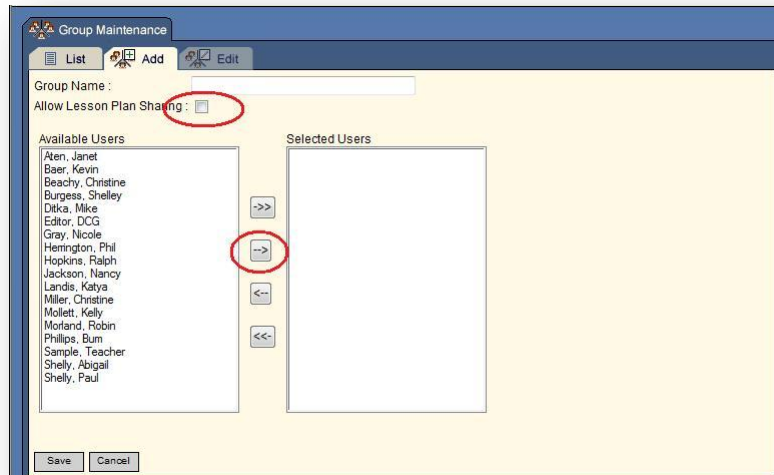 Group Maintenance
List Add Edit
Group Name :
Allow Lesson Plan Sharing :
Available Users Selected Users
Aten, Janet
Baer, Kevin
Beachy, Christine
Burgess, Shelley
Ditka, Mike
Editor, DCG
Gray, Nicole
Herrington, Phil
Hopkins, Ralph
Jackson, Nancy
Landis, Katya
Miller, Christine
Mollett, Kelly
Morland, Robin
Phillips, Bum
Sample, Teacher
Shelly, Abigail
Shelly, Paul
->>
-->
<--
<<-
Save Cancel